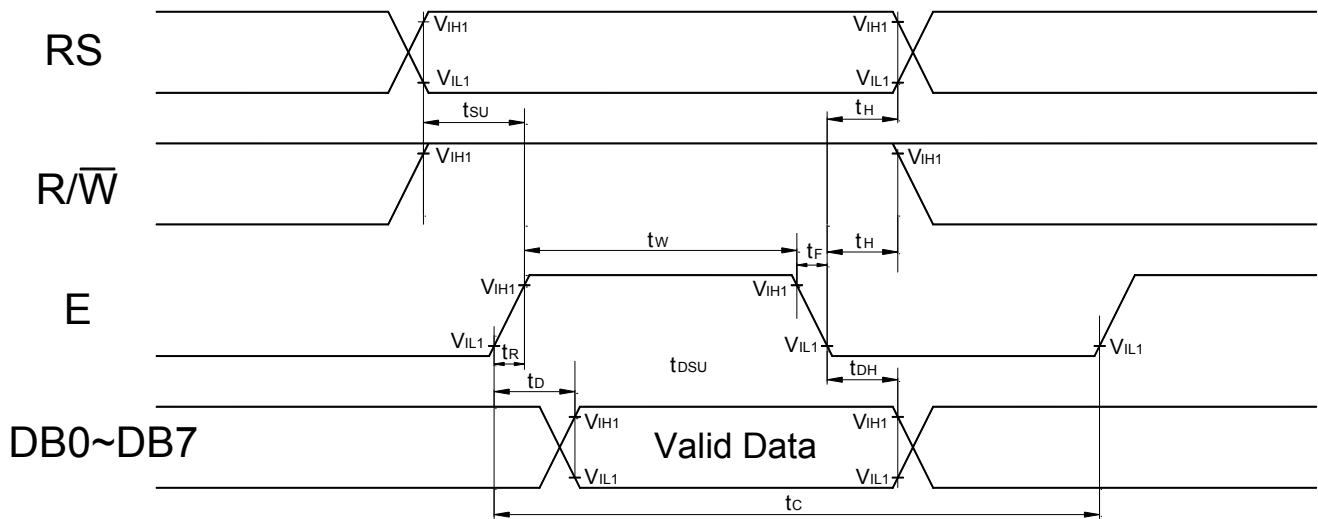 VIH1 VIH1
RS
VIL1 VIL1
tSU tH
VIH1 VIH1
R/W̅
tW tF tH
VIH1 VIH1
E
VIL1 VIL1 VIL1
tR
tD tDSU tDH
VIH1 VIH1
DB0~DB7 Valid Data
VIL1 VIL1
tC